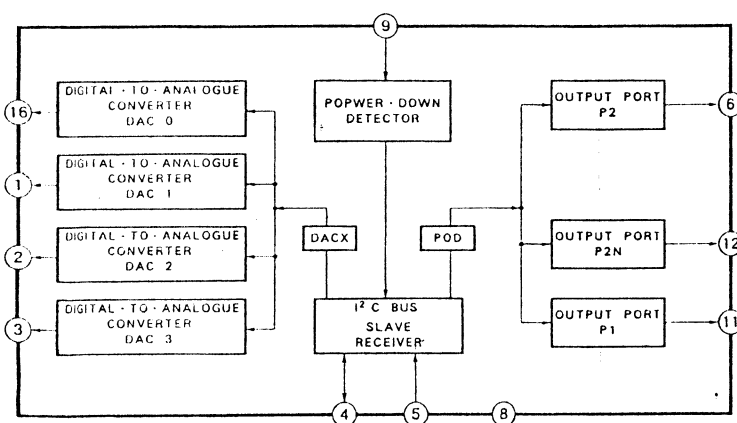 9
DIGITAL · TO · ANALOGUE
CONVERTER
DAC 0
16
DIGITAL · TO · ANALOGUE
CONVERTER
DAC 1
1
DIGITAL · TO · ANALOGUE
CONVERTER
DAC 2
2
DIGITAL · TO · ANALOGUE
CONVERTER
DAC 3
3
POPWER · DOWN
DETECTOR
DACX
POD
I² C BUS
SLAVE
RECEIVER
OUTPUT PORT
P2
6
OUTPUT PORT
P2N
12
OUTPUT PORT
P1
11
4
5
8